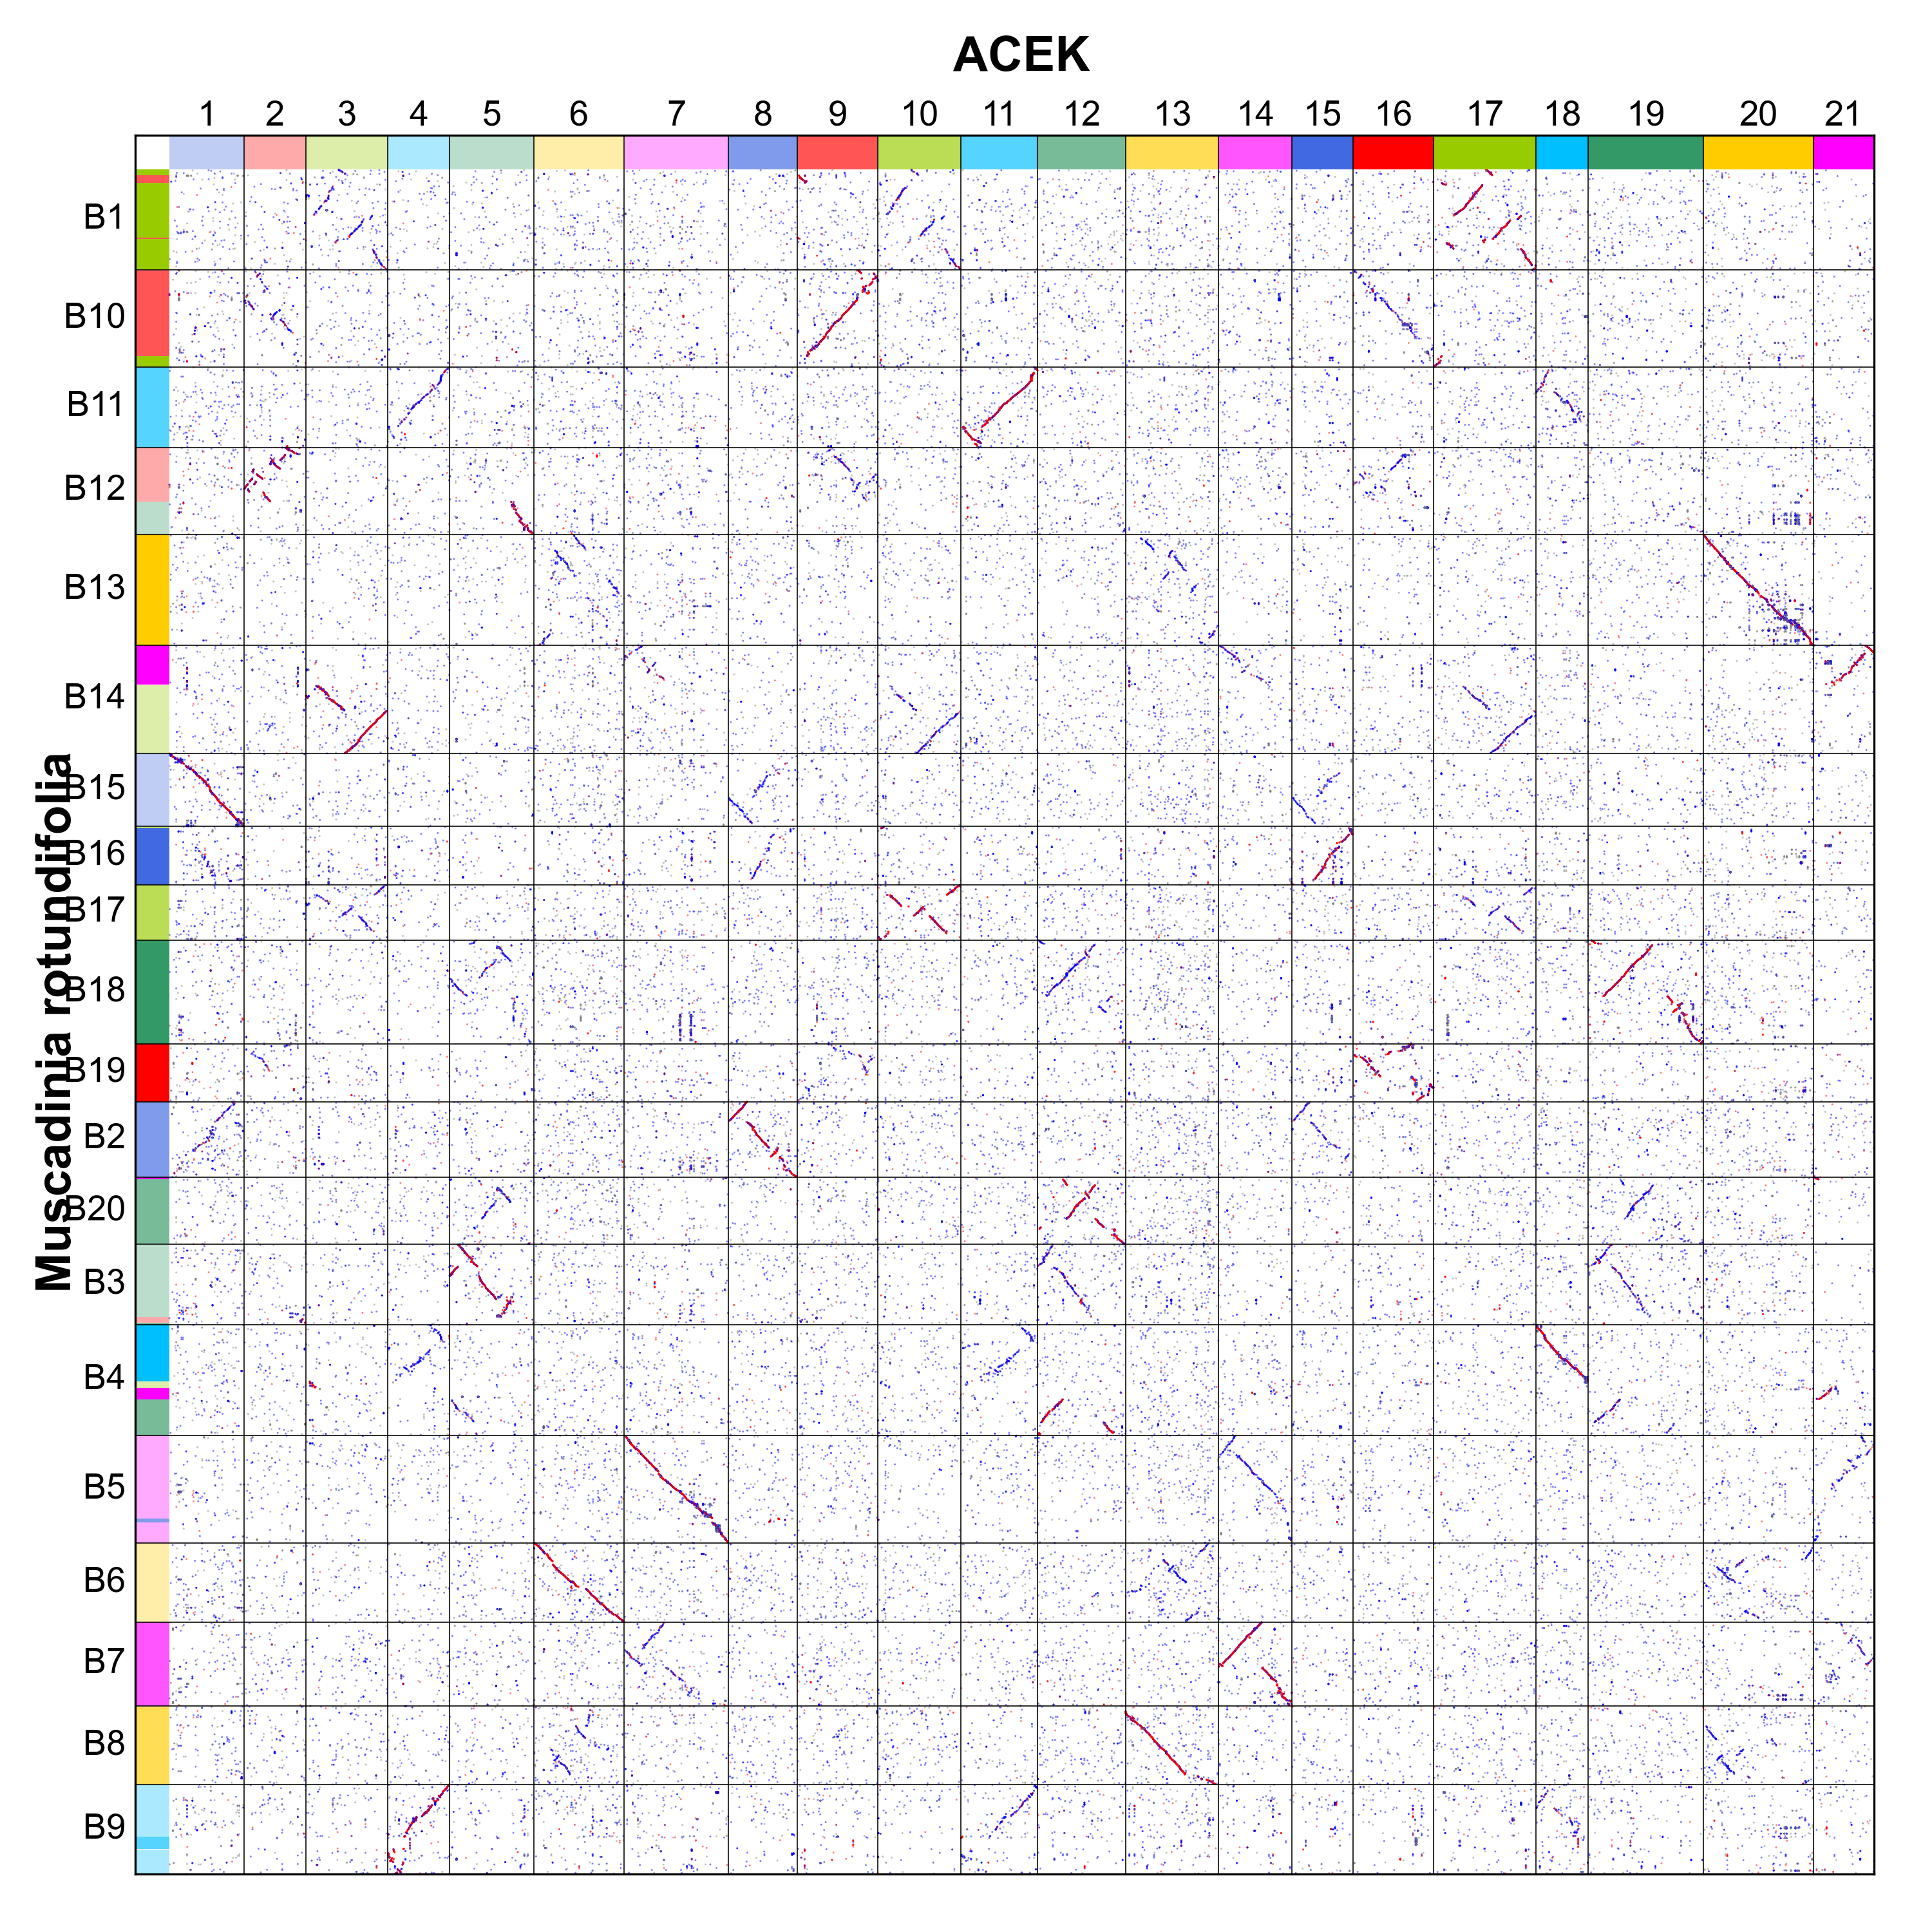 ACEK
1 2 3 4 5 6 7 8 9 10 11 12 13 14 15 16 17 18 19 20 21
Muscadinia rotundifolia
B1
B10
B11
B12
B13
B14
B15
B16
B17
B18
B19
B2
B20
B3
B4
B5
B6
B7
B8
B9